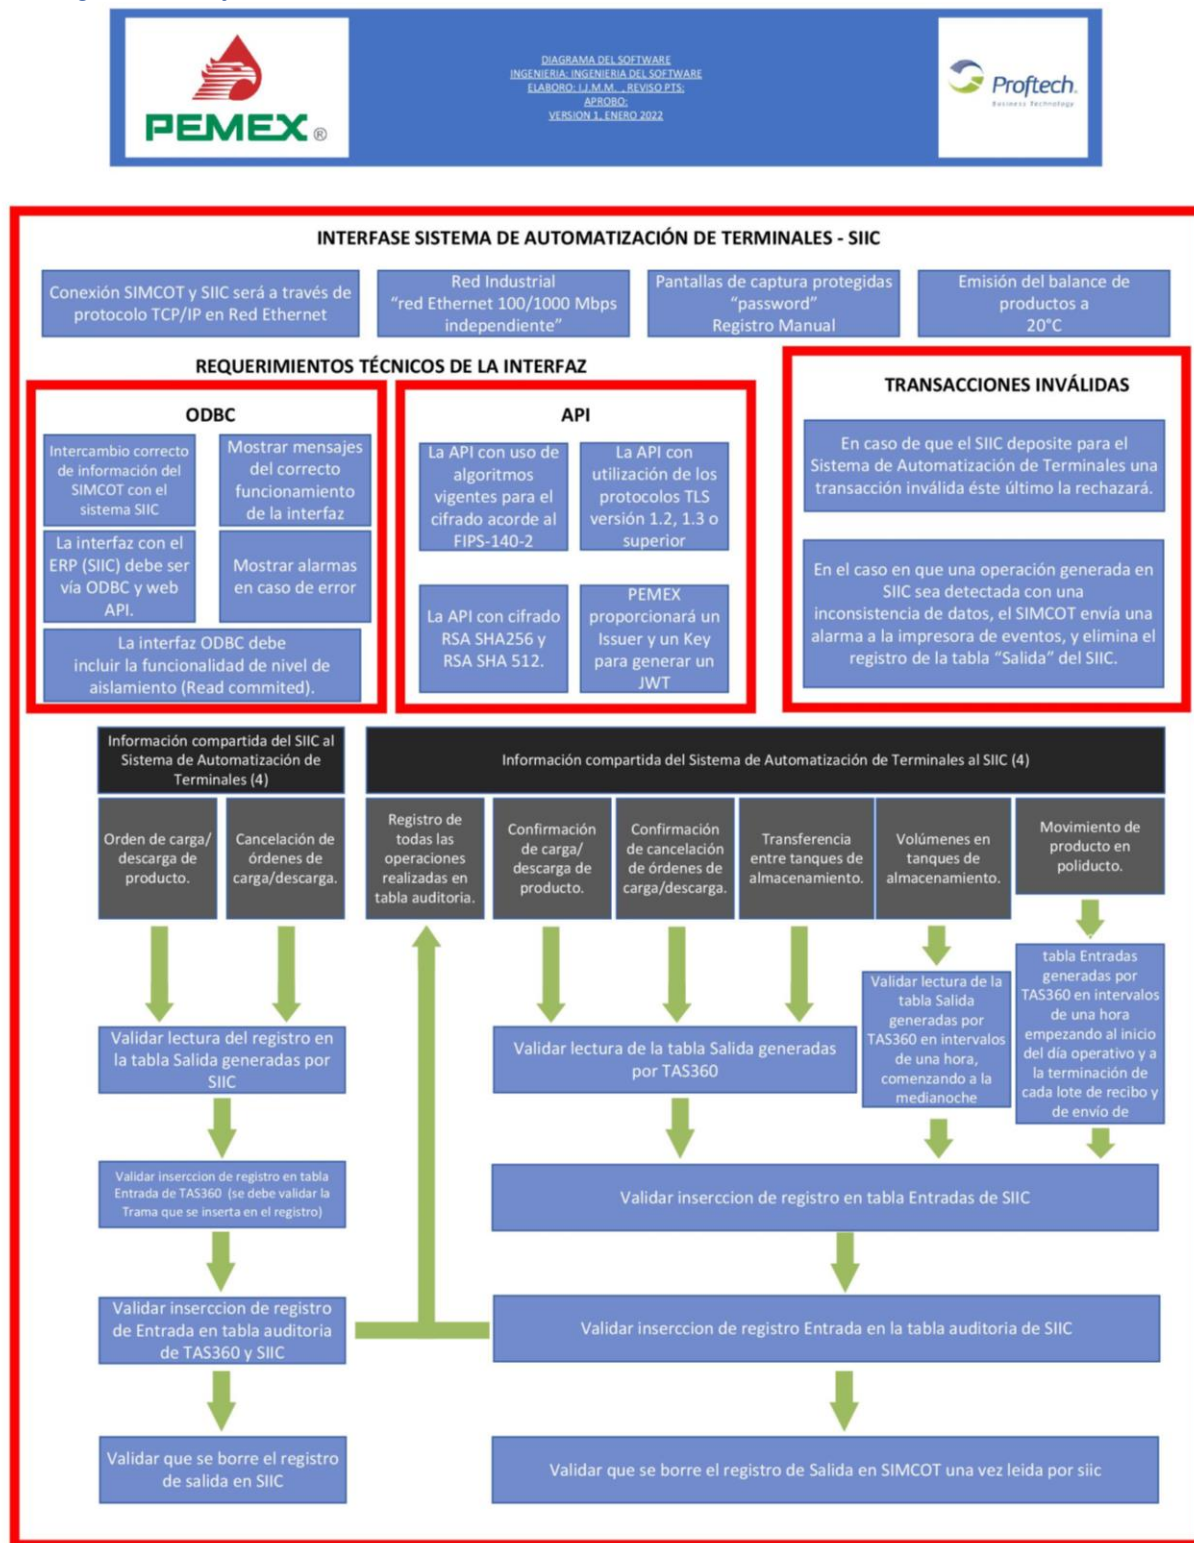 PEMEX®
DIAGRAMA DEL SOFTWARE
INGENIERIA: INGENIERIA DEL SOFTWARE
ELABORO: I.J.M.M. , REVISO PTS:
APROBO:
VERSION 1, ENERO 2022
Proftech.
Business Technology
INTERFASE SISTEMA DE AUTOMATIZACIÓN DE TERMINALES - SIIC
Conexión SIMCOT y SIIC será a través de
protocolo TCP/IP en Red Ethernet
Red Industrial
“red Ethernet 100/1000 Mbps
independiente”
Pantallas de captura protegidas
“password”
Registro Manual
Emisión del balance de
productos a
20°C
REQUERIMIENTOS TÉCNICOS DE LA INTERFAZ
ODBC
Intercambio correcto
de información del
SIMCOT con el
sistema SIIC
Mostrar mensajes
del correcto
funcionamiento
de la interfaz
La interfaz con el
ERP (SIIC) debe ser
vía ODBC y web
API.
Mostrar alarmas
en caso de error
La interfaz ODBC debe
incluir la funcionalidad de nivel de
aislamiento (Read commited).
API
La API con uso de
algoritmos
vigentes para el
cifrado acorde al
FIPS-140-2
La API con
utilización de los
protocolos TLS
versión 1.2, 1.3 o
superior
La API con cifrado
RSA SHA256 y
RSA SHA 512.
PEMEX
proporcionará un
Issuer y un Key
para generar un
JWT
TRANSACCIONES INVÁLIDAS
En caso de que el SIIC deposite para el
Sistema de Automatización de Terminales una
transacción inválida éste último la rechazará.
En el caso en que una operación generada en
SIIC sea detectada con una
inconsistencia de datos, el SIMCOT envía una
alarma a la impresora de eventos, y elimina el
registro de la tabla “Salida” del SIIC.
Información compartida del SIIC al
Sistema de Automatización de
Terminales (4)
Información compartida del Sistema de Automatización de Terminales al SIIC (4)
Orden de carga/
descarga de
producto.
Cancelación de
órdenes de
carga/descarga.
Registro de
todas las
operaciones
realizadas en
tabla auditoria.
Confirmación
de carga/
descarga de
producto.
Confirmación
de cancelación
de órdenes de
carga/descarga.
Transferencia
entre tanques de
almacenamiento.
Volúmenes en
tanques de
almacenamiento.
Movimiento de
producto en
poliducto.
Validar lectura del registro en
la tabla Salida generadas por
SIIC
Validar lectura de la tabla Salida generadas
por TAS360
Validar lectura de la
tabla Salida
generadas por
TAS360 en intervalos
de una hora,
comenzando a la
medianoche
tabla Entradas
generadas por
TAS360 en intervalos
de una hora
empezando al inicio
del día operativo y a
la terminación de
cada lote de recibo y
de envío de
Validar inserccion de registro en tabla
Entrada de TAS360 (se debe validar la
Trama que se inserta en el registro)
Validar inserccion de registro en tabla Entradas de SIIC
Validar inserccion de registro
de Entrada en tabla auditoria
de TAS360 y SIIC
Validar inserccion de registro Entrada en la tabla auditoria de SIIC
Validar que se borre el registro
de salida en SIIC
Validar que se borre el registro de Salida en SIMCOT una vez leida por siic